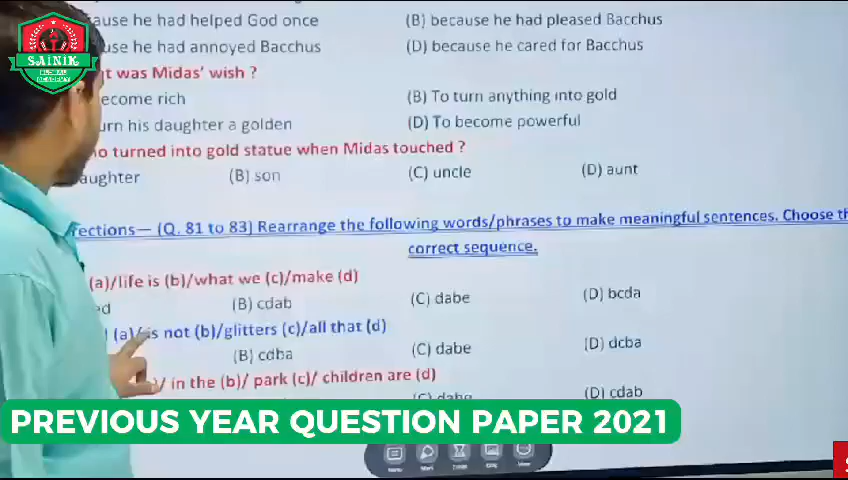 SAINIK
ause he had helped God once (B) because he had pleased Bacchus
ause he had annoyed Bacchus (D) because he cared for Bacchus
t was Midas' wish ?
ecome rich (B) To turn anything into gold
urn his daughter a golden (D) To become powerful
o turned into gold statue when Midas touched ?
aughter (B) son (C) uncle (D) aunt
ections— (Q. 81 to 83) Rearrange the following words/phrases to make meaningful sentences. Choose th
correct sequence.
(a)/life is (b)/what we (c)/make (d)
ed (B) cdab (C) dabe (D) bcda
(a)/ is not (b)/glitters (c)/all that (d)
(B) cdba (C) dabe (D) dcba
)/ in the (b)/ park (c)/ children are (d)
(C) dabe (D) cdab
PREVIOUS YEAR QUESTION PAPER 2021